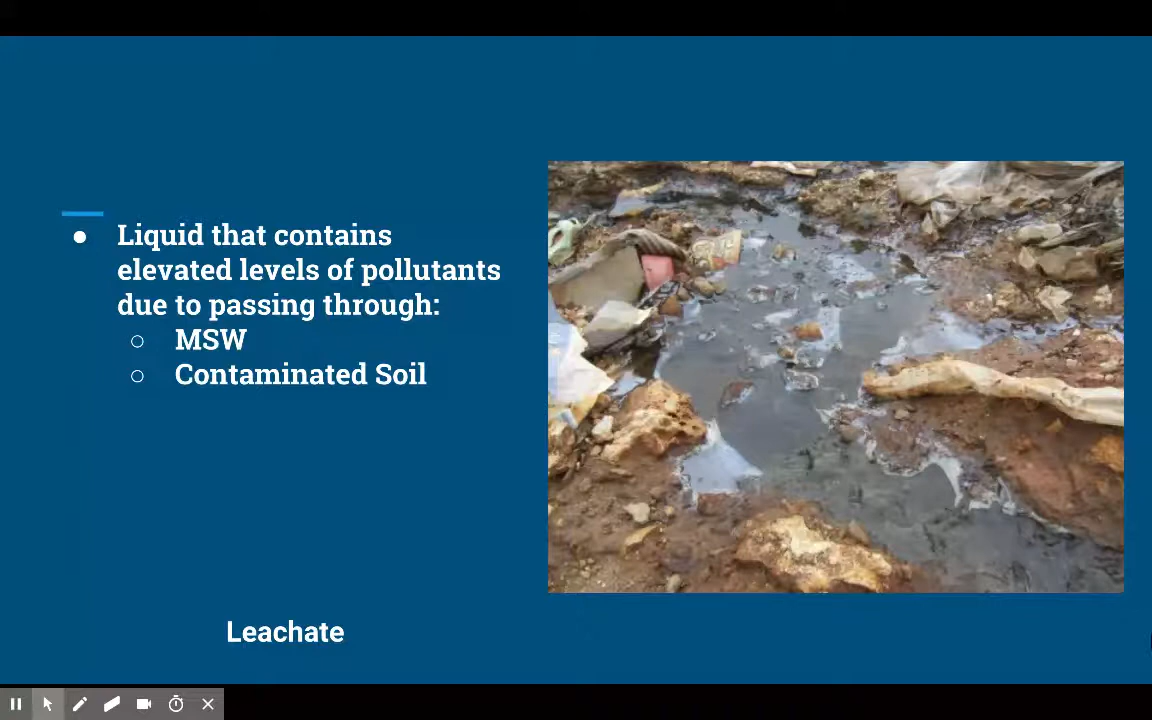 Liquid that contains
elevated levels of pollutants
due to passing through:
MSW
Contaminated Soil
Leachate